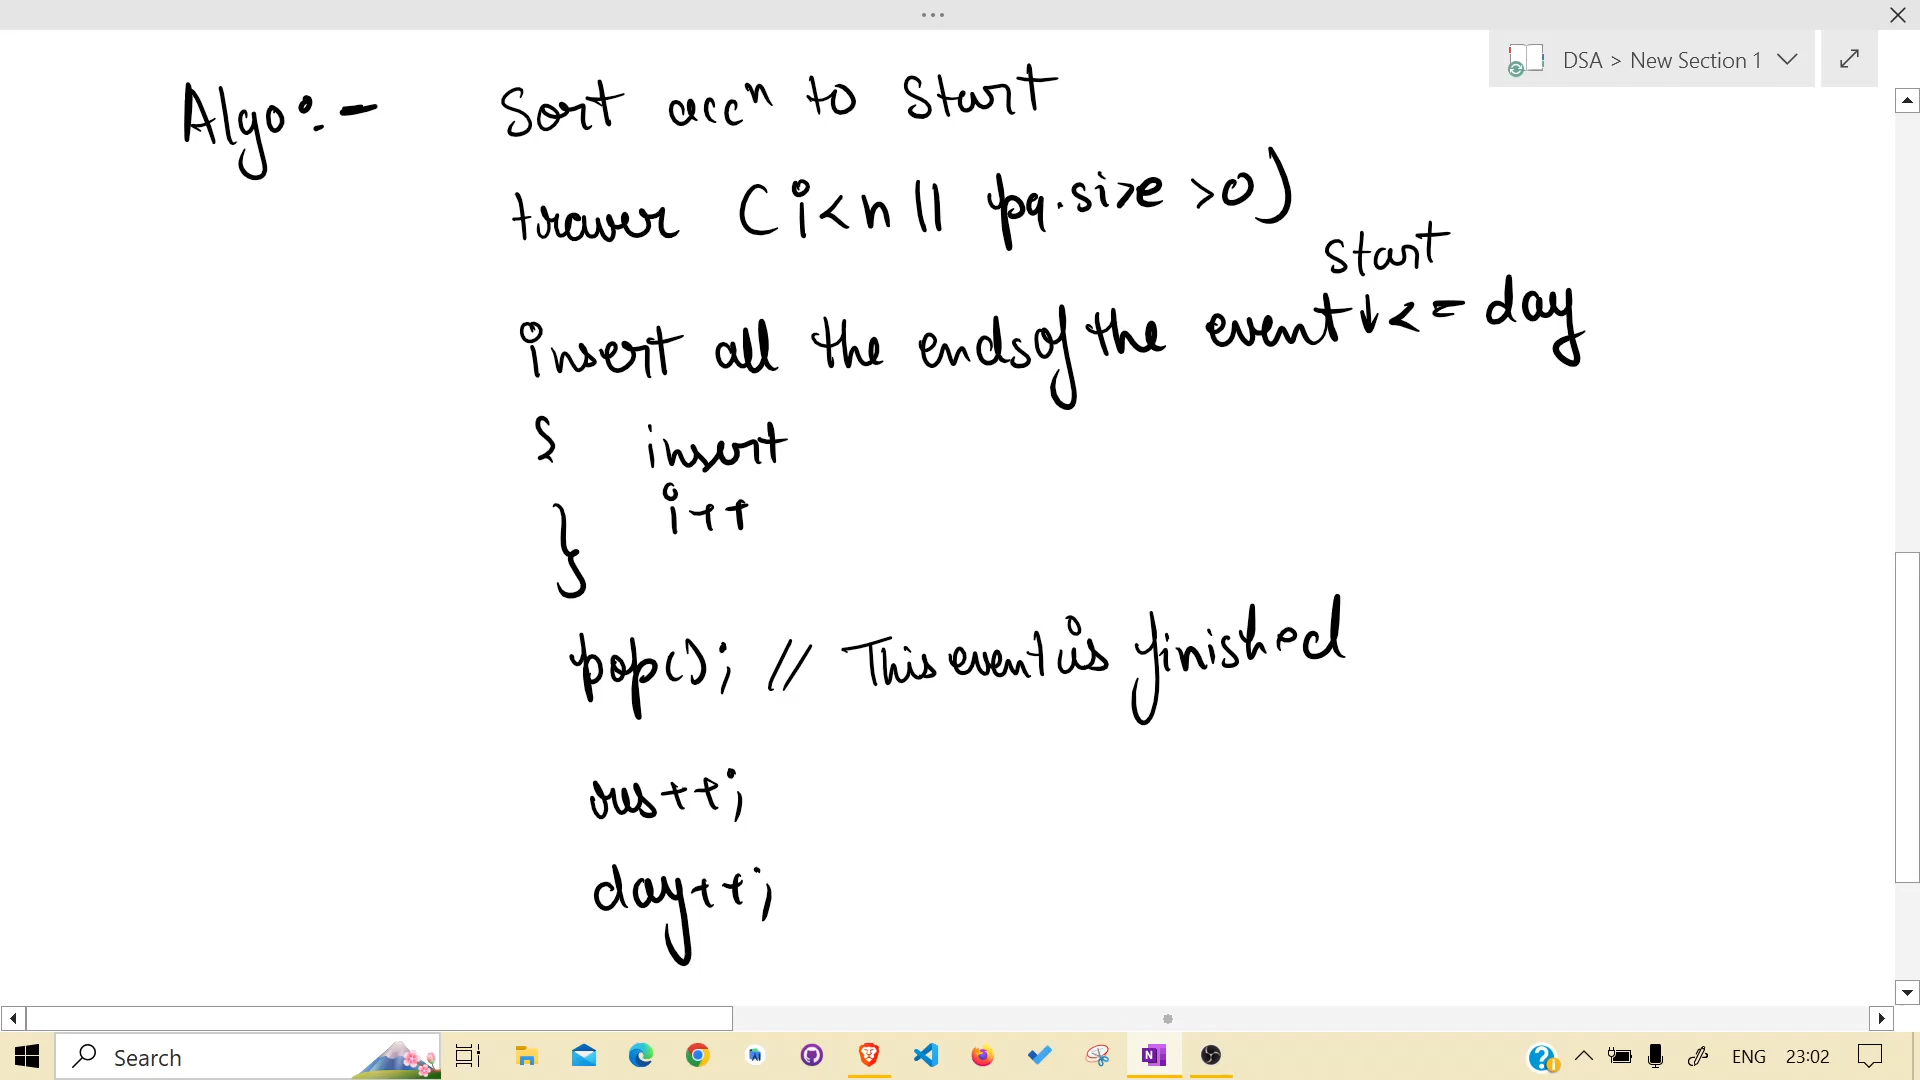 DSA > New Section 1
Algo:- Sort accⁿ to start
traver (i<n || pq.size >0)
start
insert all the ends of the event ↓ <= day
{ insert
i++
}
pop(); // This event is finished
res++;
day++;
Search
ENG 23:02